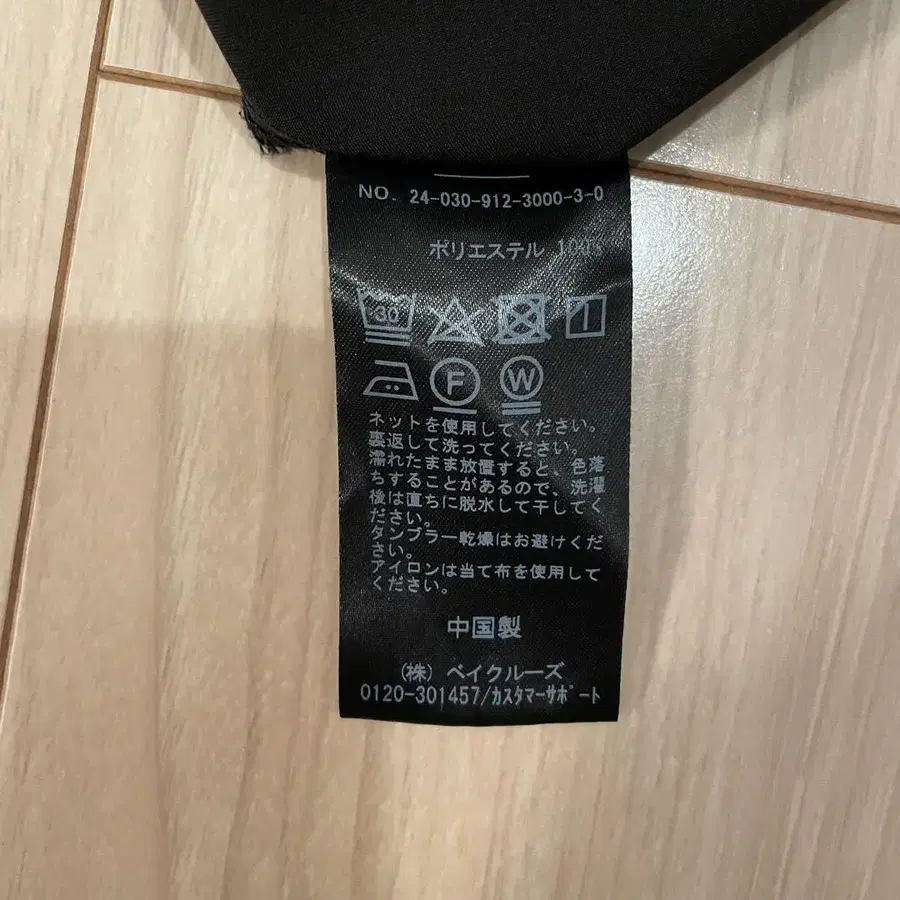 NO. 24-030-912-3000-3-0
ポリエステル 100%
30
F W
ネットを使用してください。
裏返して洗ってください。
濡れたまま放置すると、色落
ちすることがあるので、洗濯
後は直ちに脱水して干してく
ださい。
タンブラー乾燥はお避けくだ
さい。
アイロンは当て布を使用して
ください。
中国製
(株) ベイクルーズ
0120-301457/カスタマーサポート